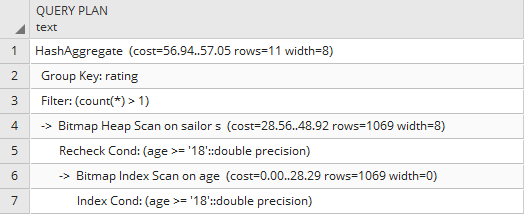 QUERY PLAN
text
1 HashAggregate (cost=56.94..57.05 rows=11 width=8)
2 Group Key: rating
3 Filter: (count(*) > 1)
4 -> Bitmap Heap Scan on sailor s (cost=28.56..48.92 rows=1069 width=8)
5 Recheck Cond: (age >= '18'::double precision)
6 -> Bitmap Index Scan on age (cost=0.00..28.29 rows=1069 width=0)
7 Index Cond: (age >= '18'::double precision)